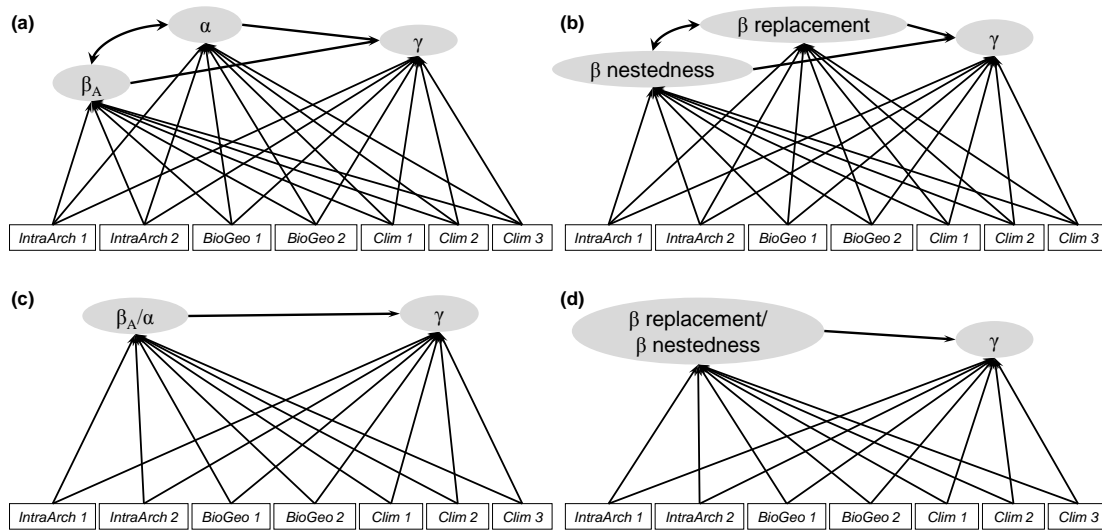 (a)
α
γ
β_A
IntraArch 1 IntraArch 2 BioGeo 1 BioGeo 2 Clim 1 Clim 2 Clim 3
(b)
β replacement
γ
β nestedness
IntraArch 1 IntraArch 2 BioGeo 1 BioGeo 2 Clim 1 Clim 2 Clim 3
(c)
β_A/α
γ
IntraArch 1 IntraArch 2 BioGeo 1 BioGeo 2 Clim 1 Clim 2 Clim 3
(d)
β replacement/
β nestedness
γ
IntraArch 1 IntraArch 2 BioGeo 1 BioGeo 2 Clim 1 Clim 2 Clim 3